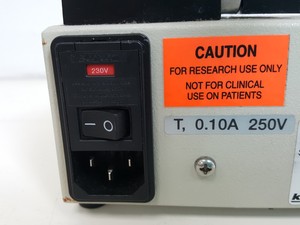 230V
CAUTION
FOR RESEARCH USE ONLY
NOT FOR CLINICAL
USE ON PATIENTS
T, 0.10A 250V